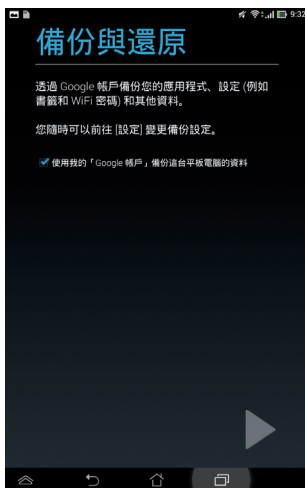 9:32
備份與還原
透過 Google 帳戶備份您的應用程式、設定 (例如
書籤和 WiFi 密碼) 和其他資料。
您隨時可以前往 [設定] 變更備份設定。
使用我的「Google 帳戶」備份這台平板電腦的資料